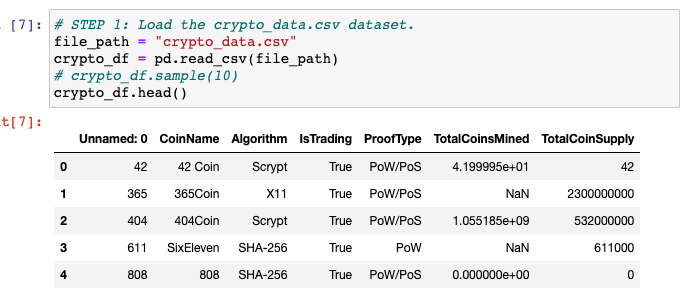 [7]: # STEP 1: Load the crypto_data.csv dataset.
file_path = "crypto_data.csv"
crypto_df = pd.read_csv(file_path)
# crypto_df.sample(10)
crypto_df.head()
t[7]:
Unnamed: 0 CoinName Algorithm IsTrading ProofType TotalCoinsMined TotalCoinSupply
0 42 42 Coin Scrypt True PoW/PoS 4.199995e+01 42
1 365 365Coin X11 True PoW/PoS NaN 2300000000
2 404 404Coin Scrypt True PoW/PoS 1.055185e+09 532000000
3 611 SixEleven SHA-256 True PoW NaN 611000
4 808 808 SHA-256 True PoW/PoS 0.000000e+00 0